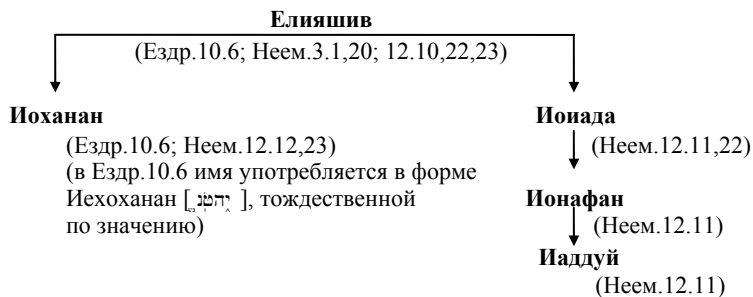 Елияшив
(Ездр.10.6; Неем.3.1,20; 12.10,22,23)
Иоханан
(Ездр.10.6; Неем.12.12,23)
(в Ездр.10.6 имя употребляется в форме
Иехоханан [ ], тождественной
по значению)
Иоиада
(Неем.12.11,22)
Ионафан
(Неем.12.11)
Иаддуй
(Неем.12.11)